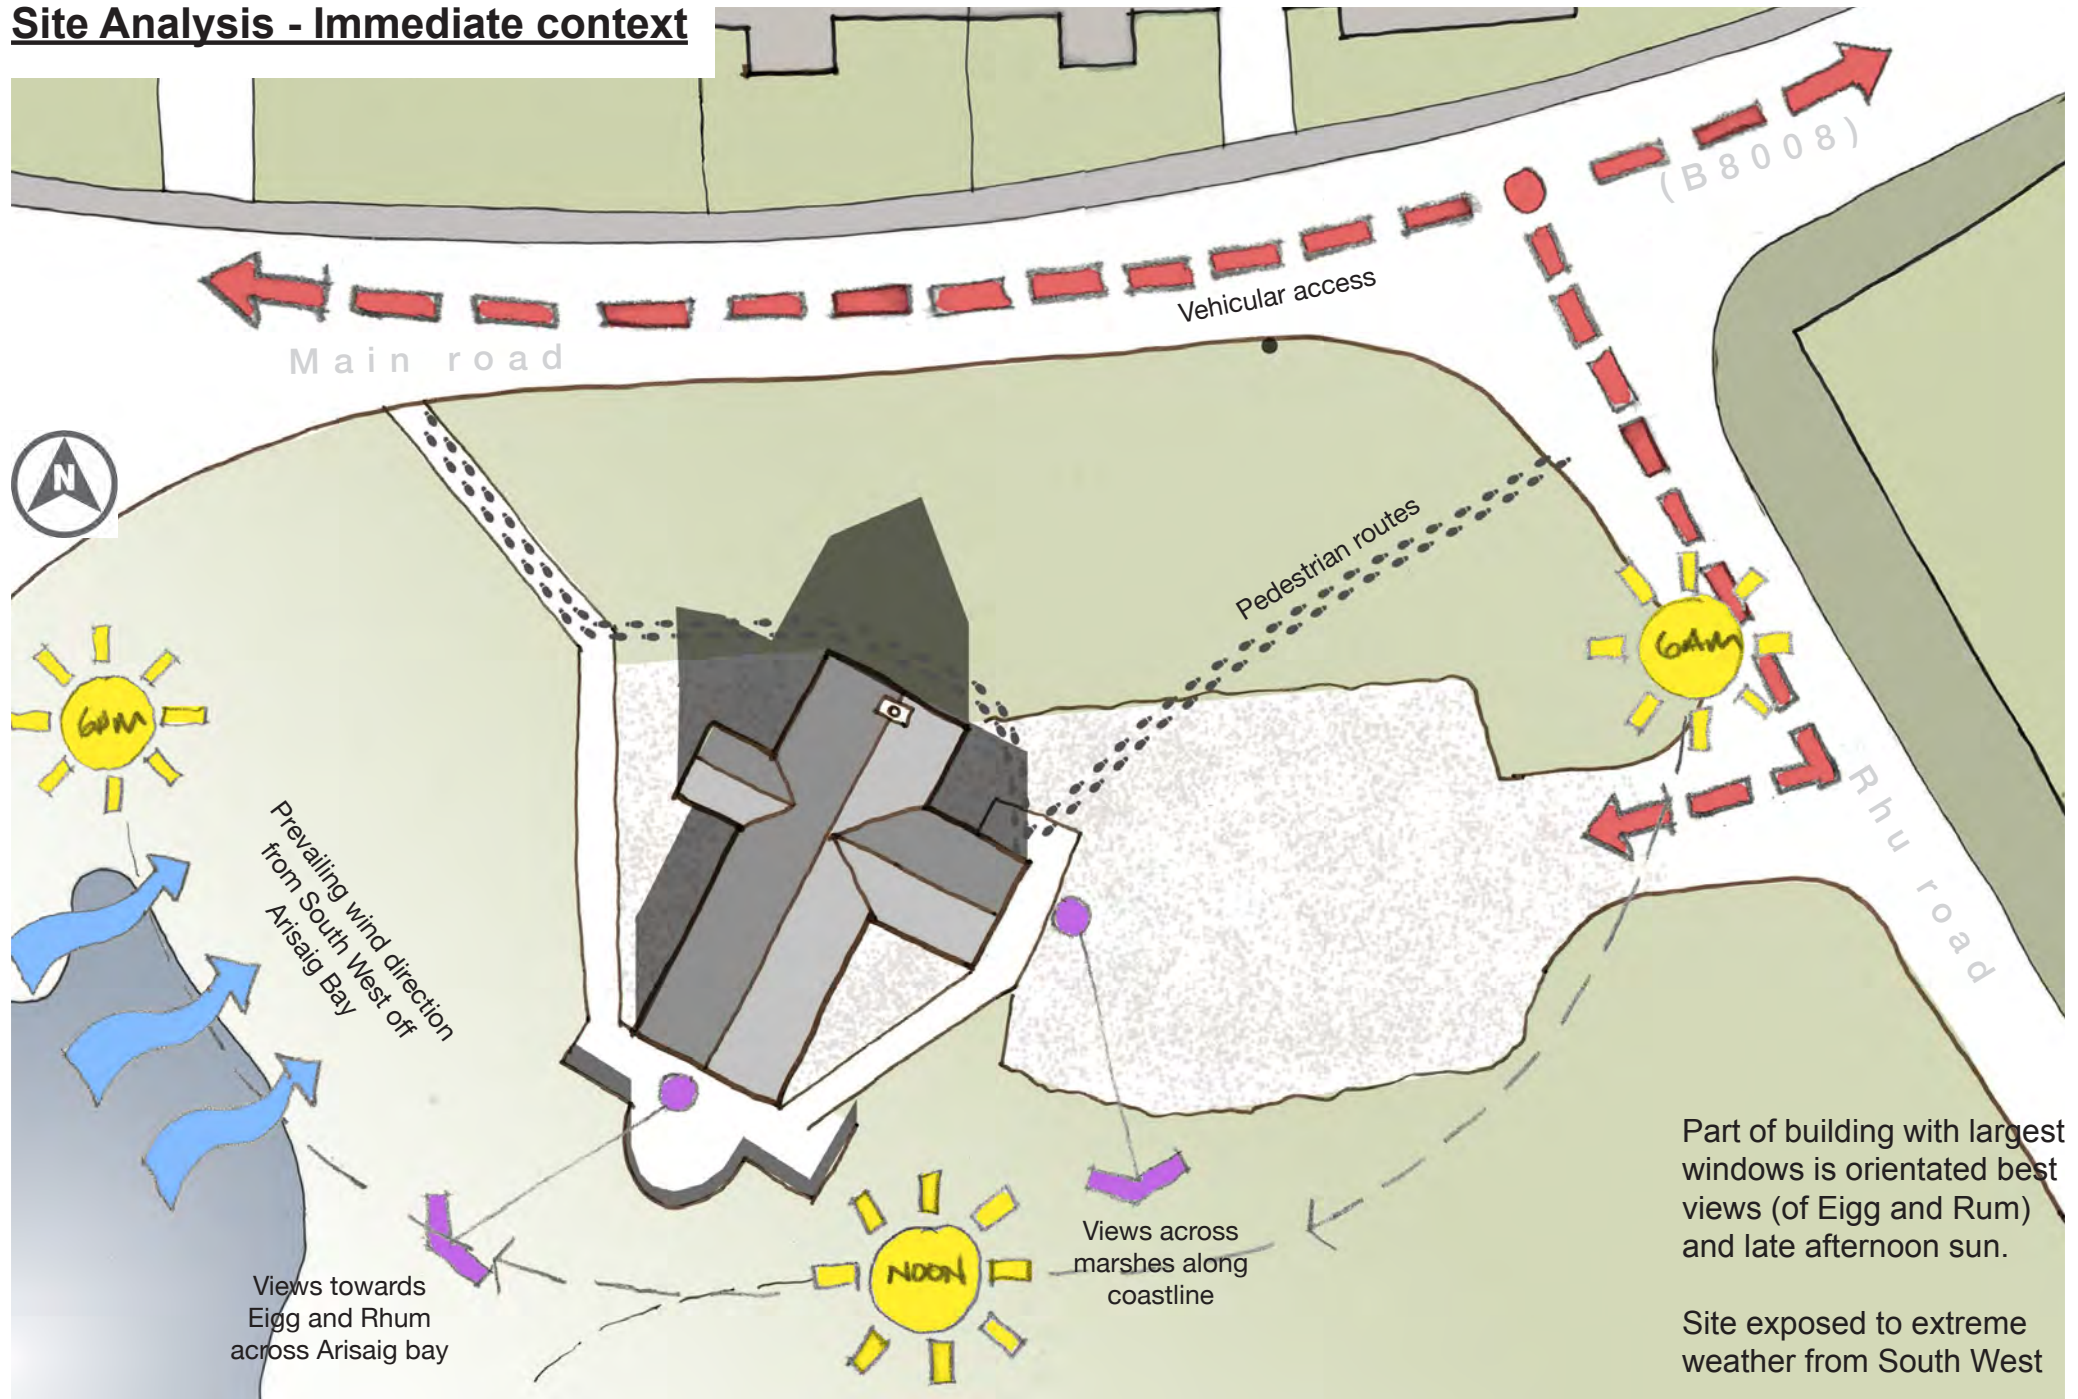 Site Analysis - Immediate context
(B8008)
Vehicular access
Main road
N
Pedestrian routes
6AM
6PM
Rhu road
Prevailing wind direction
from South West off
Arisaig Bay
Part of building with largest
windows is orientated best
views (of Eigg and Rum)
and late afternoon sun.
Views across
marshes along
coastline
NOON
Views towards
Eigg and Rhum
across Arisaig bay
Site exposed to extreme
weather from South West